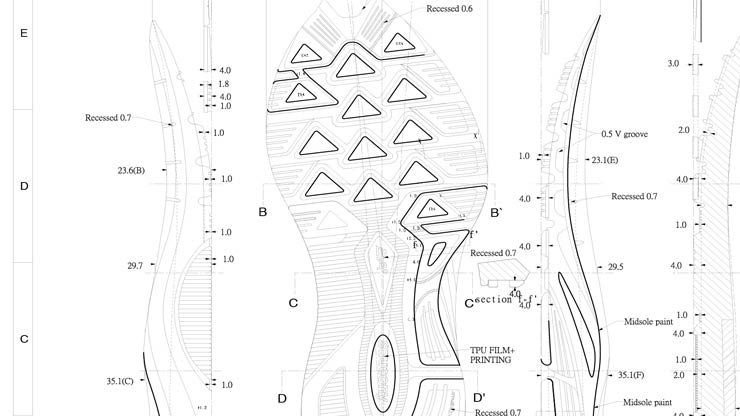 E
D
C
Recessed 0.7
23.6(B)
29.7
35.1(C)
4.0
1.8
4.0
1.0
1.0
1.0
1.0
1.0
1.0
Recessed 0.6
B
B`
C
C'
D
D'
f
f'
Recessed 0.7
section f-f'
4.0
TPU FILM+
PRINTING
Recessed 0.7
1.0
4.0
4.0
4.0
0.5 V groove
23.1(E)
Recessed 0.7
29.5
Midsole paint
35.1(F)
Midsole paint
3.0
2.0
4.0
1.0
4.0
1.0
4.0
1.0
2.0
4.0